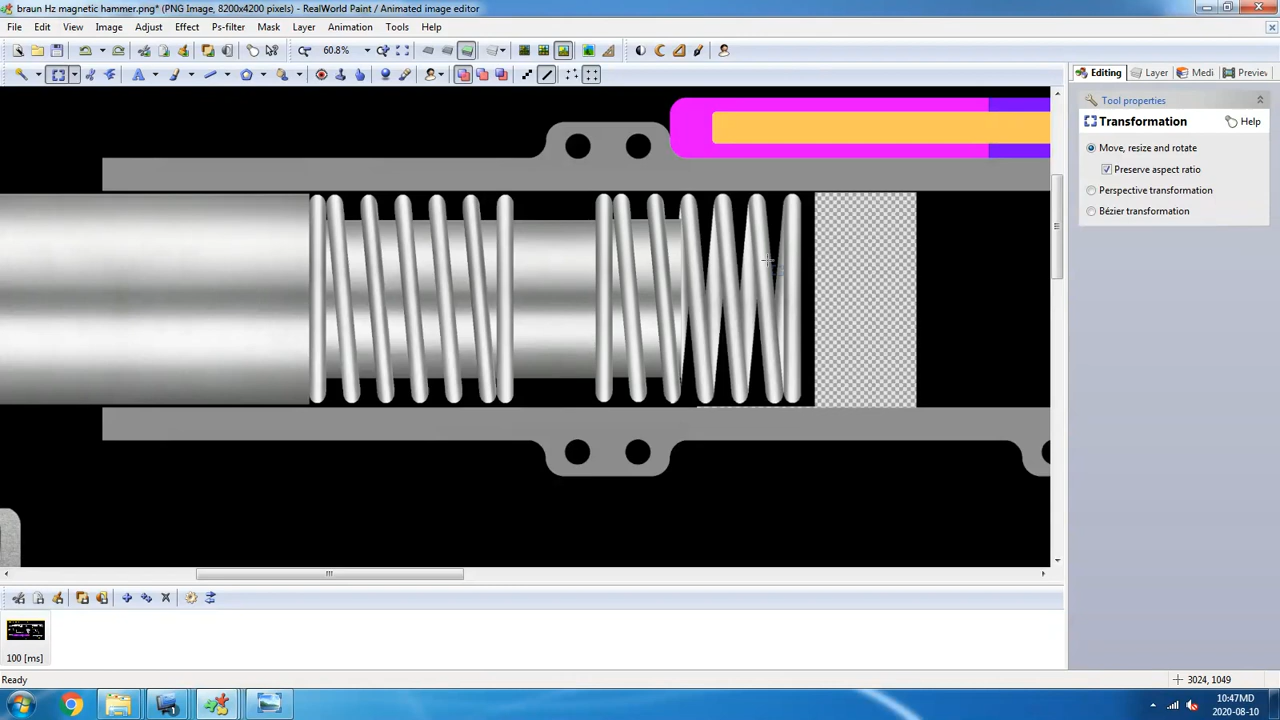 braun Hz magnetic hammer.png* (PNG Image, 8200x4200 pixels) - RealWorld Paint / Animated image editor
File Edit View Image Adjust Effect Ps-filter Mask Layer Animation Tools Help
60.8%
Editing Layer Medi Preview
Tool properties
Transformation Help
Move, resize and rotate
Preserve aspect ratio
Perspective transformation
Bézier transformation
100 [ms]
Ready
3024, 1049
10:47MD
2020-08-10